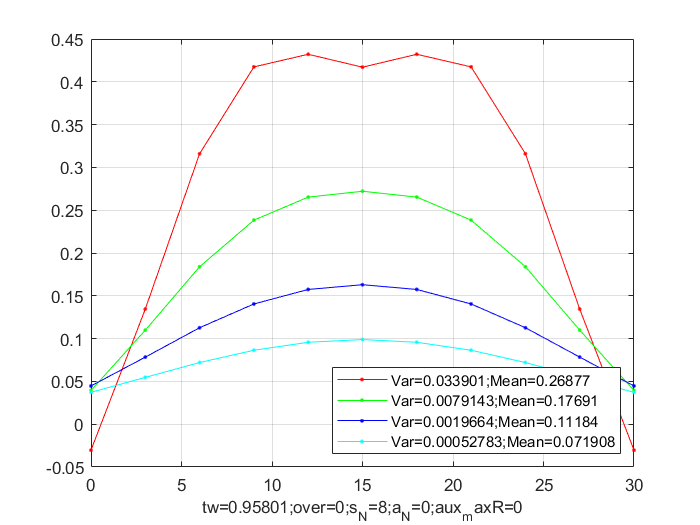 0.45
0.4
0.35
0.3
0.25
0.2
0.15
0.1
0.05
0
-0.05
0 5 10 15 20 25 30
Var=0.033901;Mean=0.26877
Var=0.0079143;Mean=0.17691
Var=0.0019664;Mean=0.11184
Var=0.00052783;Mean=0.071908
tw=0.95801;over=0;s_N=8;a_N=0;aux_maxR=0